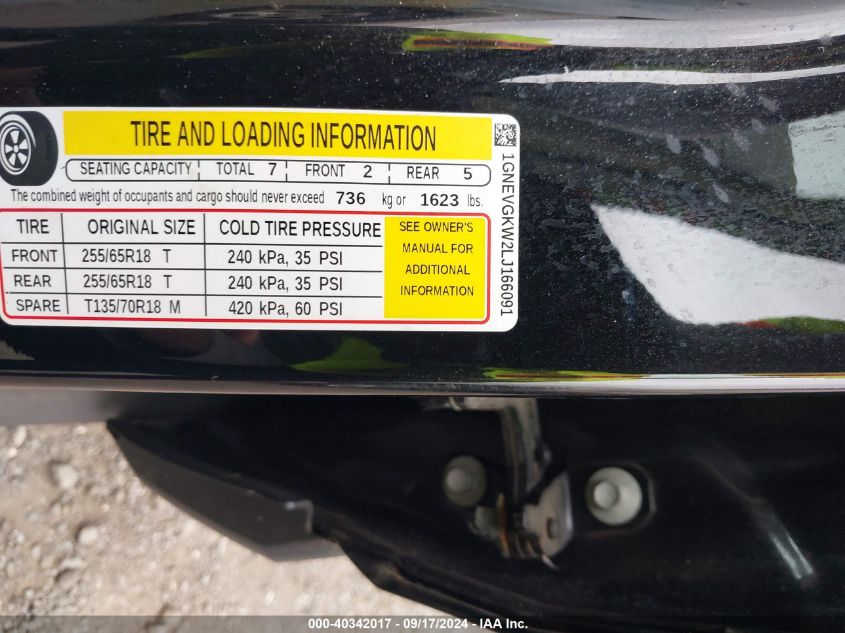 TIRE AND LOADING INFORMATION
SEATING CAPACITY TOTAL 7 FRONT 2 REAR 5
The combined weight of occupants and cargo should never exceed 736 kg or 1623 lbs.
TIRE ORIGINAL SIZE COLD TIRE PRESSURE
FRONT 255/65R18 T 240 kPa, 35 PSI
REAR 255/65R18 T 240 kPa, 35 PSI
SPARE T135/70R18 M 420 kPa, 60 PSI
SEE OWNER'S
MANUAL FOR
ADDITIONAL
INFORMATION
1GNEVGKW2LJ166091
000-40342017 - 09/17/2024 - IAA Inc.